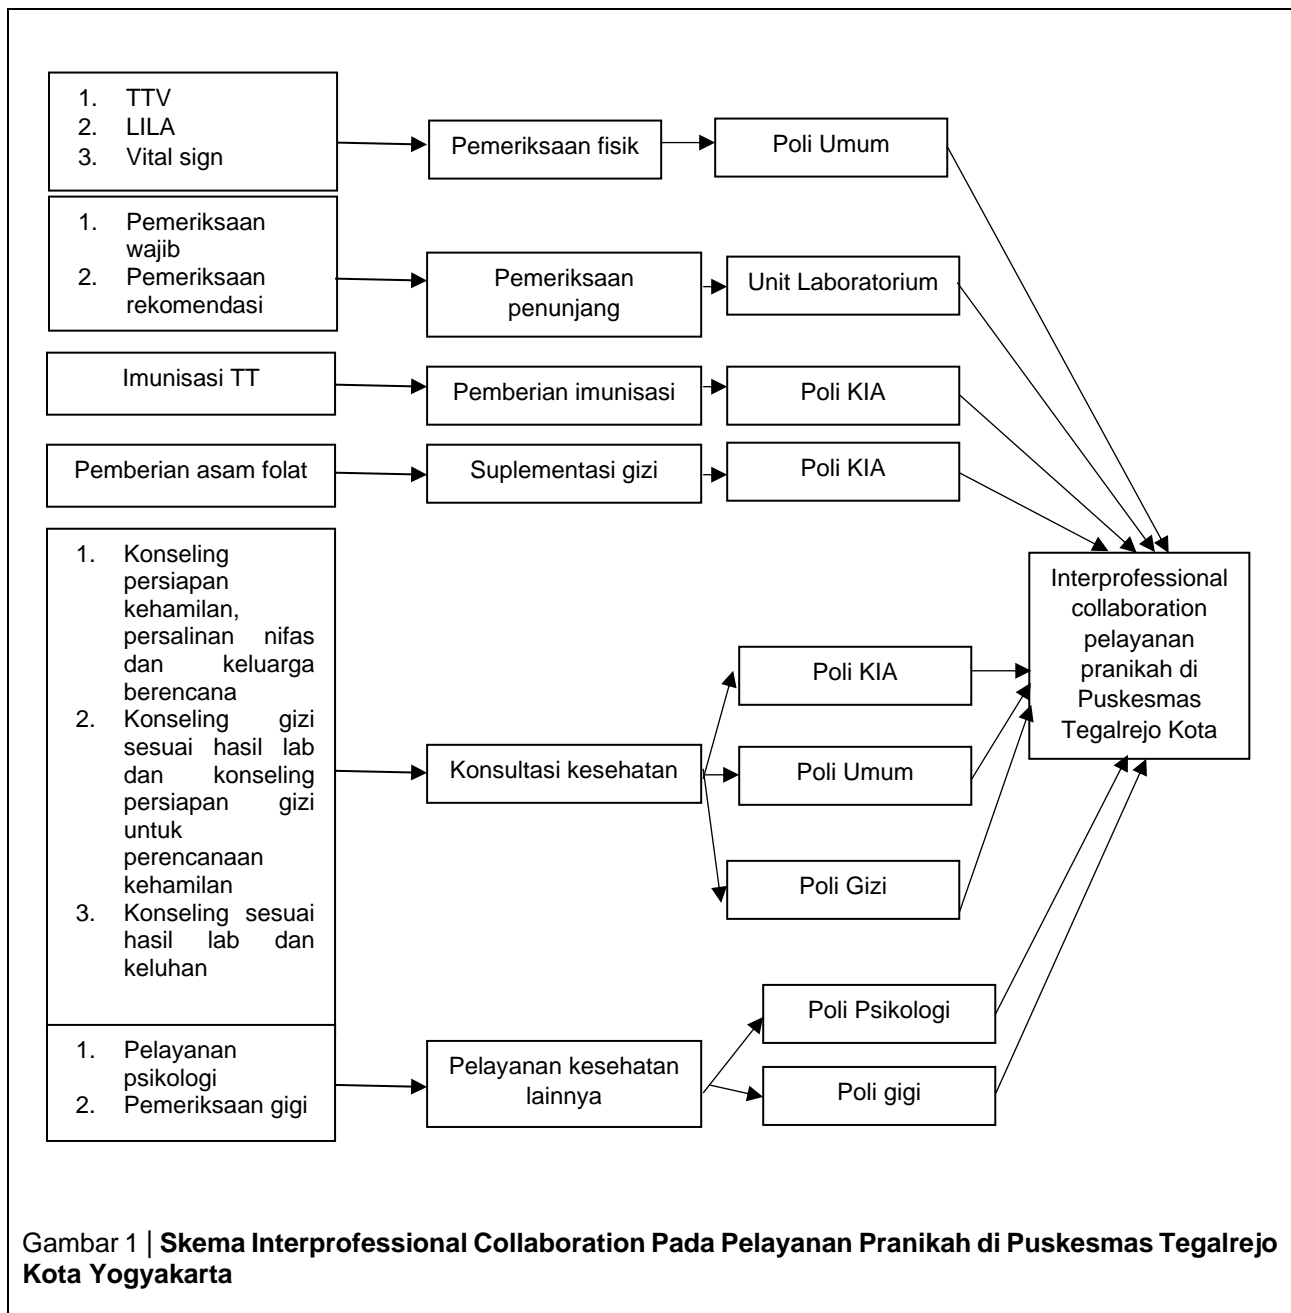 1. TTV
2. LILA
3. Vital sign
Pemeriksaan fisik
Poli Umum
1. Pemeriksaan
wajib
2. Pemeriksaan
rekomendasi
Pemeriksaan
penunjang
Unit Laboratorium
Imunisasi TT
Pemberian imunisasi
Poli KIA
Pemberian asam folat
Suplementasi gizi
Poli KIA
1. Konseling
persiapan
kehamilan,
persalinan nifas
dan keluarga
berencana
2. Konseling gizi
sesuai hasil lab
dan konseling
persiapan gizi
untuk
perencanaan
kehamilan
3. Konseling sesuai
hasil lab dan
keluhan
Konsultasi kesehatan
Poli KIA
Poli Umum
Poli Gizi
1. Pelayanan
psikologi
2. Pemeriksaan gigi
Pelayanan kesehatan
lainnya
Poli Psikologi
Poli gigi
Interprofessional
collaboration
pelayanan
pranikah di
Puskesmas
Tegalrejo Kota
Gambar 1 | Skema Interprofessional Collaboration Pada Pelayanan Pranikah di Puskesmas Tegalrejo
Kota Yogyakarta